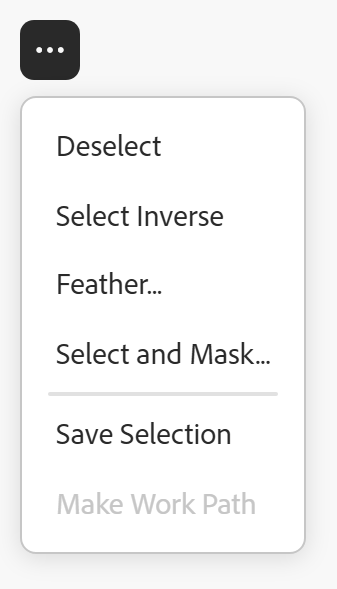 Deselect
Select Inverse
Feather...
Select and Mask...
Save Selection
Make Work Path